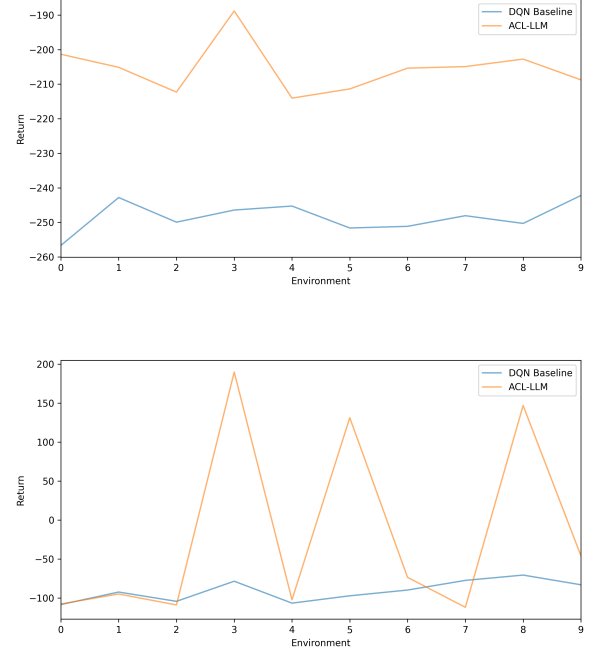 −190
−200
−210
−220
−230
−240
−250
−260
Return
0 1 2 3 4 5 6 7 8 9
Environment
DQN Baseline
ACL-LLM
200
150
100
50
0
−50
−100
Return
0 1 2 3 4 5 6 7 8 9
Environment
DQN Baseline
ACL-LLM